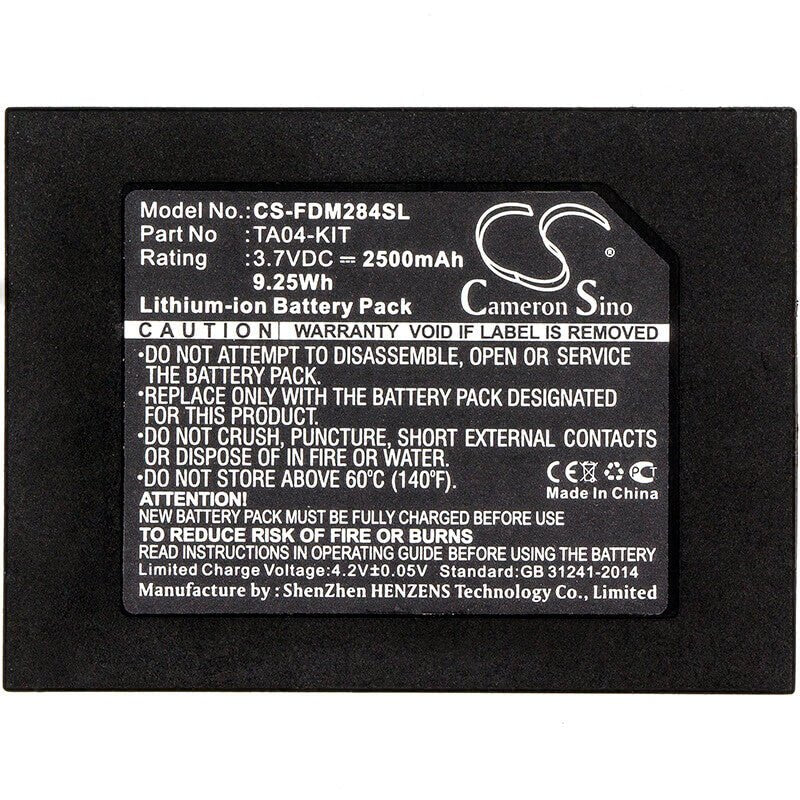 Model No.: CS-FDM284SL
Part No : TA04-KIT
Rating : 3.7VDC ⎓ 2500mAh
9.25Wh
Lithium-ion Battery Pack
CS ®
Cameron Sino
CAUTION WARRANTY VOID IF LABEL IS REMOVED
•DO NOT ATTEMPT TO DISASSEMBLE, OPEN OR SERVICE
THE BATTERY PACK.
•REPLACE ONLY WITH THE BATTERY PACK DESIGNATED
FOR THIS PRODUCT.
•DO NOT CRUSH, PUNCTURE, SHORT EXTERNAL CONTACTS
OR DISPOSE OF IN FIRE OR WATER.
•DO NOT STORE ABOVE 60°C (140°F).
CE PCT
Made In China
ATTENTION!
NEW BATTERY PACK MUST BE FULLY CHARGED BEFORE USE
TO REDUCE RISK OF FIRE OR BURNS
READ INSTRUCTIONS IN OPERATING GUIDE BEFORE USING THE BATTERY
Limited Charge Voltage:4.2V±0.05V Standard:GB 31241-2014
Manufacture by : ShenZhen HENZENS Technology Co., Limited